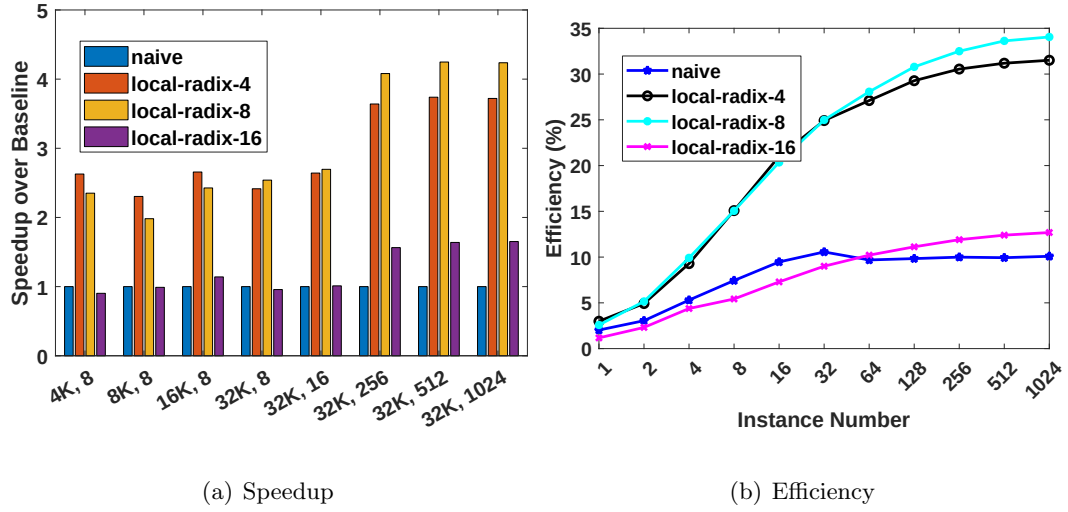 Speedup over Baseline
5
4
3
2
1
0
naive
local-radix-4
local-radix-8
local-radix-16
4K, 8
8K, 8
16K, 8
32K, 8
32K, 16
32K, 256
32K, 512
32K, 1024
(a) Speedup
Efficiency (%)
35
30
25
20
15
10
5
0
naive
local-radix-4
local-radix-8
local-radix-16
1
2
4
8
16
32
64
128
256
512
1024
Instance Number
(b) Efficiency